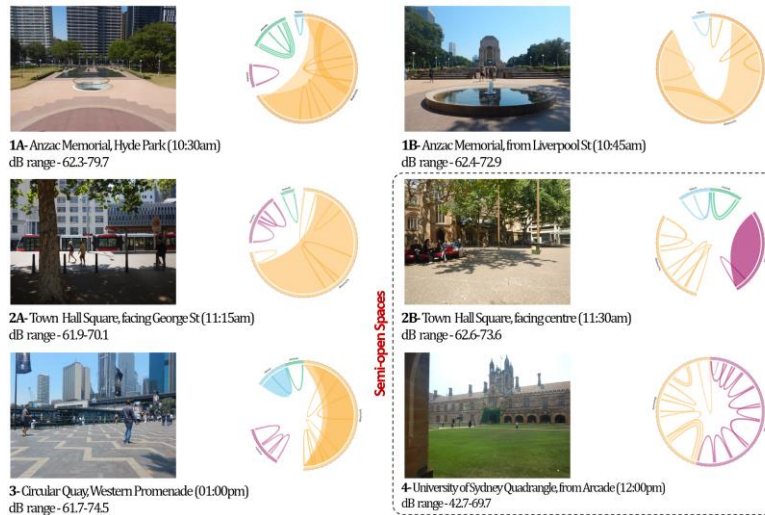 1A- Anzac Memorial, Hyde Park (10:30am)
dB range - 62.3-79.7
1B- Anzac Memorial, from Liverpool St (10:45am)
dB range - 62.4-72.9
2A- Town Hall Square, facing George St (11:15am)
dB range - 61.9-70.1
Semi-open Spaces
2B- Town Hall Square, facing centre (11:30am)
dB range - 62.6-73.6
3- Circular Quay, Western Promenade (01:00pm)
dB range - 61.7-74.5
4- University of Sydney Quadrangle, from Arcade (12:00pm)
dB range - 42.7-69.7